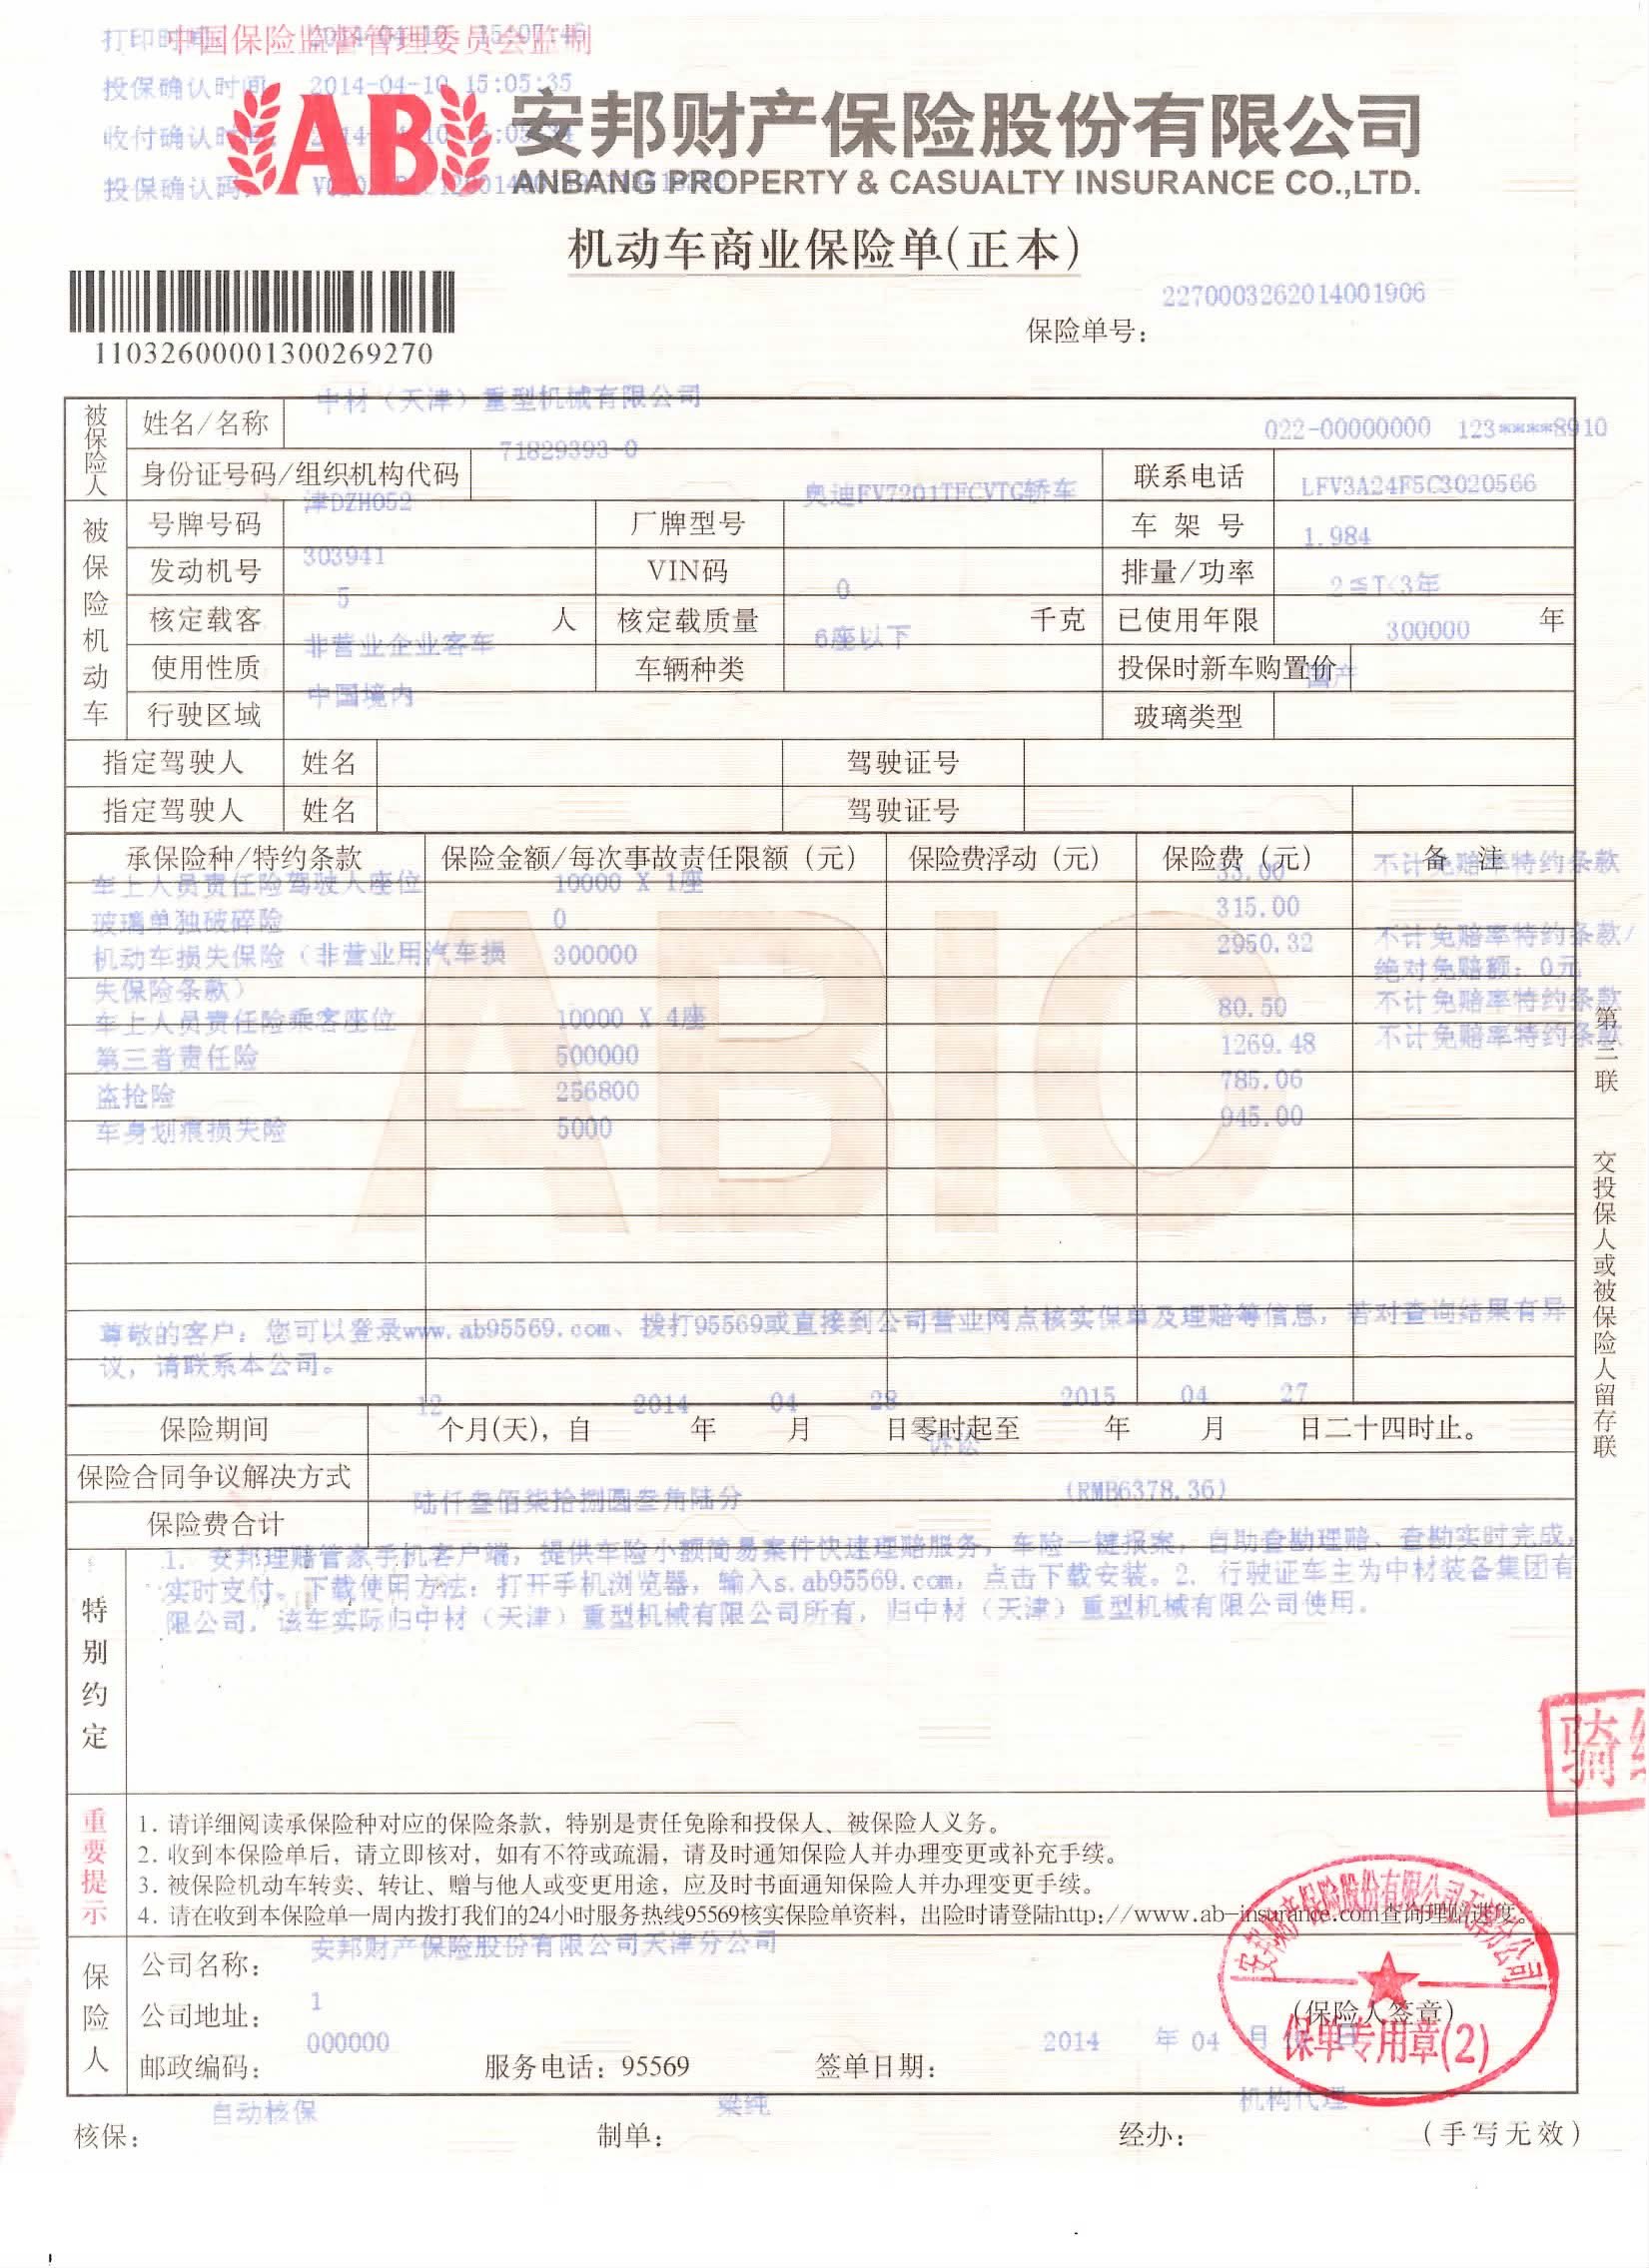 中国保险监督管理委员会监制
打印时间
投保确认时间 2014-04-10 15:05:35
收付确认时
投保确认码
AB 安邦财产保险股份有限公司
ANBANG PROPERTY & CASUALTY INSURANCE CO.,LTD.
机动车商业保险单(正本)
2270003262014001906
保险单号:
11032600001300269270
中材（天津）重型机械有限公司
被保险人 姓名/名称
022-00000000 123****8910
71829393-0
身份证号码/组织机构代码 联系电话
津DZH052 奥迪FV7201TFCVTG轿车 LFV3A24F5C3020566
被保险机动车 号牌号码 厂牌型号 车架号
303941 1.984
发动机号 VIN码 排量/功率
5 0 2≤T<3年
核定载客 人 核定载质量 千克 已使用年限 年
非营业企业客车 6座以下 300000
使用性质 车辆种类 投保时新车购置价
中国境内 国产
行驶区域 玻璃类型
指定驾驶人 姓名 驾驶证号
指定驾驶人 姓名 驾驶证号
承保险种/特约条款 保险金额/每次事故责任限额（元） 保险费浮动（元） 保险费（元） 备注
车上人员责任险驾驶人座位 10000 X 1座 33.00 不计免赔率特约条款
玻璃单独破碎险 0 315.00
机动车损失保险（非营业用汽车损 300000 2950.32 不计免赔率特约条款/
失保险条款） 绝对免赔额：0元
车上人员责任险乘客座位 10000 X 4座 80.50 不计免赔率特约条款
第三者责任险 500000 1269.48 不计免赔率特约条款
盗抢险 256800 785.06
车身划痕损失险 5000 945.00
ABIC
尊敬的客户：您可以登录www.ab95569.com、拨打95569或直接到公司营业网点核实保单及理赔等信息，若对查询结果有异
议，请联系本公司。
12 2014 04 28 2015 04 27
保险期间 个月(天)，自 年 月 日零时起至 年 月 日二十四时止。
诉讼
保险合同争议解决方式
陆仟叁佰柒拾捌圆叁角陆分 (RMB6378.36)
保险费合计
特别约定
1. 安邦理赔管家手机客户端，提供车险小额简易案件快速理赔服务，车险一键报案，自助查勘理赔、查勘实时完成，
实时支付。下载使用方法：打开手机浏览器，输入s.ab95569.com，点击下载安装。2. 行驶证车主为中材装备集团有
限公司，该车实际归中材（天津）重型机械有限公司所有，归中材（天津）重型机械有限公司使用。
重要提示
1. 请详细阅读承保险种对应的保险条款，特别是责任免除和投保人、被保险人义务。
2. 收到本保险单后，请立即核对，如有不符或疏漏，请及时通知保险人并办理变更或补充手续。
3. 被保险机动车转卖、转让、赠与他人或变更用途，应及时书面通知保险人并办理变更手续。
4. 请在收到本保险单一周内拨打我们的24小时服务热线95569核实保险单资料，出险时请登陆http://www.ab-insurance.com查询理赔进度。
安邦财产保险股份有限公司天津分公司
保险人 公司名称：
1
公司地址：
000000 2014 年 04 月
邮政编码： 服务电话：95569 签单日期：
(保险人签章)
安邦财产保险股份有限公司天津分公司
保单专用章(2)
自动核保 梁纯 机构代理
核保： 制单： 经办： （手写无效）
第三联 交投保人或被保险人留存联
骑